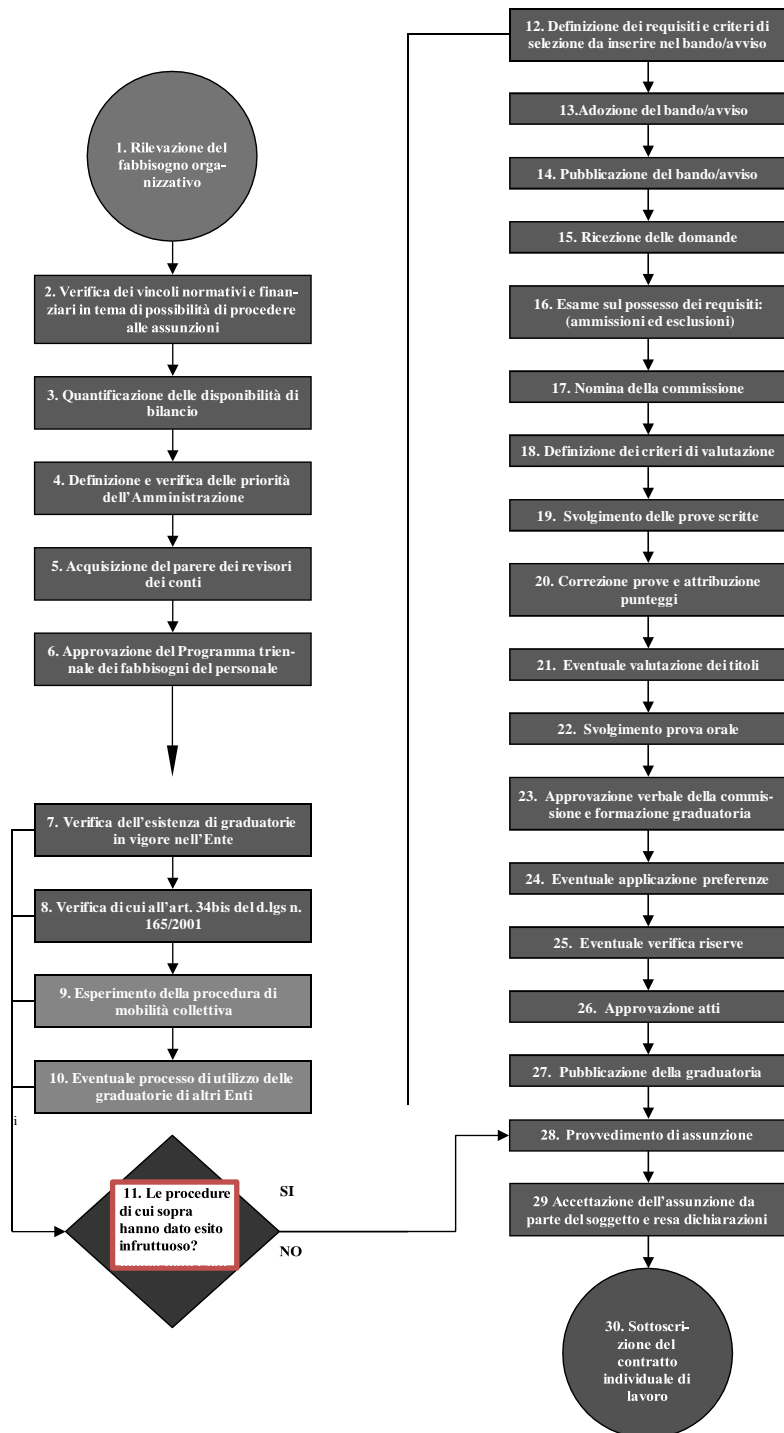 1. Rilevazione del
fabbisogno orga-
nizzativo
2. Verifica dei vincoli normativi e finan-
ziari in tema di possibilità di procedere
alle assunzioni
3. Quantificazione delle disponibilità di
bilancio
4. Definizione e verifica delle priorità
dell'Amministrazione
5. Acquisizione del parere dei revisori
dei conti
6. Approvazione del Programma trien-
nale dei fabbisogni del personale
7. Verifica dell'esistenza di graduatorie
in vigore nell'Ente
8. Verifica di cui all'art. 34bis del d.lgs n.
165/2001
9. Esperimento della procedura di
mobilità collettiva
10. Eventuale processo di utilizzo delle
graduatorie di altri Enti
i
11. Le procedure
di cui sopra
hanno dato esito
infruttuoso?
SI
NO
12. Definizione dei requisiti e criteri di
selezione da inserire nel bando/avviso
13.Adozione del bando/avviso
14. Pubblicazione del bando/avviso
15. Ricezione delle domande
16. Esame sul possesso dei requisiti:
(ammissioni ed esclusioni)
17. Nomina della commissione
18. Definizione dei criteri di valutazione
19. Svolgimento delle prove scritte
20. Correzione prove e attribuzione
punteggi
21. Eventuale valutazione dei titoli
22. Svolgimento prova orale
23. Approvazione verbale della commis-
sione e formazione graduatoria
24. Eventuale applicazione preferenze
25. Eventuale verifica riserve
26. Approvazione atti
27. Pubblicazione della graduatoria
28. Provvedimento di assunzione
29 Accettazione dell'assunzione da
parte del soggetto e resa dichiarazioni
30. Sottoscri-
zione del
contratto
individuale di
lavoro